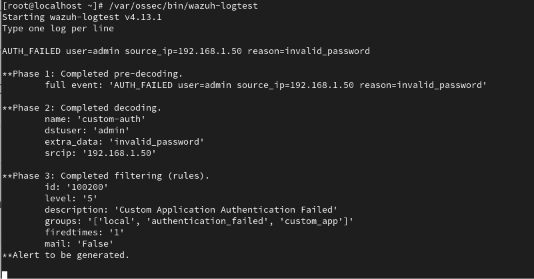 [root@localhost ~]# /var/ossec/bin/wazuh-logtest
Starting wazuh-logtest v4.13.1
Type one log per line
AUTH_FAILED user=admin source_ip=192.168.1.50 reason=invalid_password
**Phase 1: Completed pre-decoding.
full event: 'AUTH_FAILED user=admin source_ip=192.168.1.50 reason=invalid_password'
**Phase 2: Completed decoding.
name: 'custom-auth'
dstuser: 'admin'
extra_data: 'invalid_password'
srcip: '192.168.1.50'
**Phase 3: Completed filtering (rules).
id: '100200'
level: '5'
description: 'Custom Application Authentication Failed'
groups: '['local', 'authentication_failed', 'custom_app']'
firedtimes: '1'
mail: 'False'
**Alert to be generated.